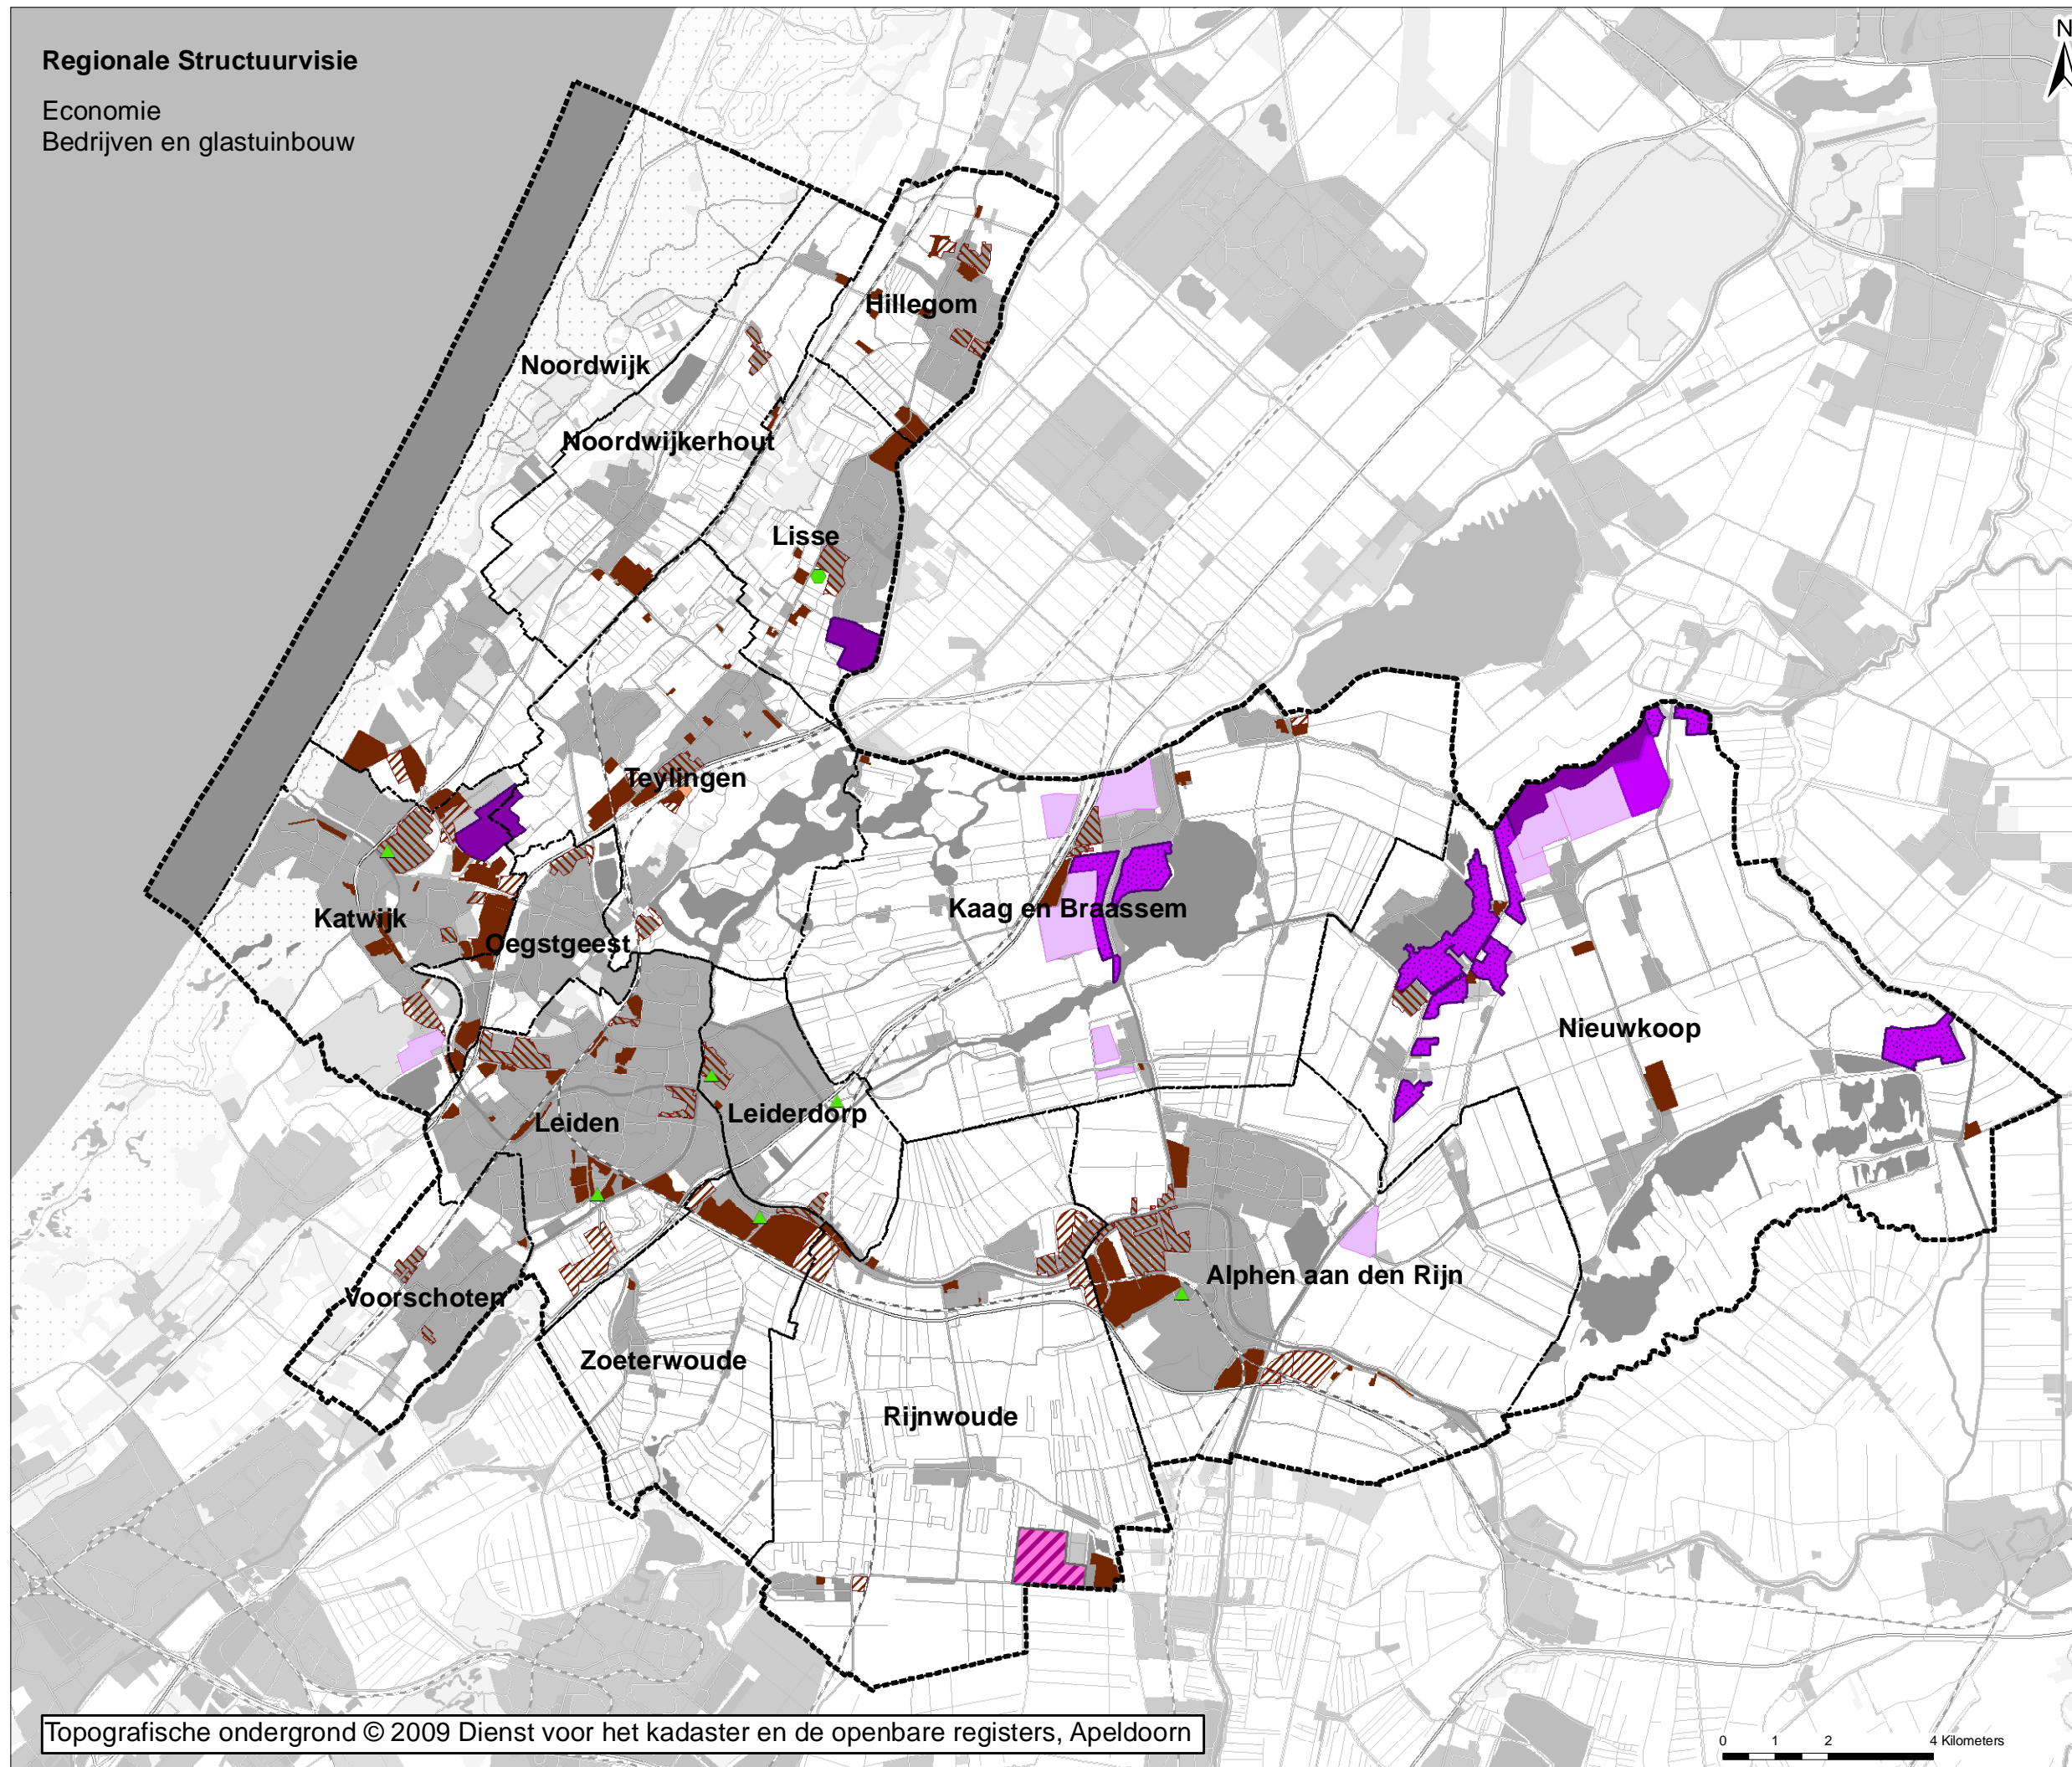 Regionale Structuurvisie
Economie
Bedrijven en glastuinbouw
N
Hillegom
Noordwijk
Noordwijkerhout
Lisse
Teylingen
Kaag en Braassem
Katwijk
Oegstgeest
Nieuwkoop
Leiden
Leiderdorp
Alphen aan den Rijn
Voorschoten
Zoeterwoude
Rijnwoude
Topografische ondergrond © 2009 Dienst voor het kadaster en de openbare registers, Apeldoorn
0 1 2 4 Kilometers